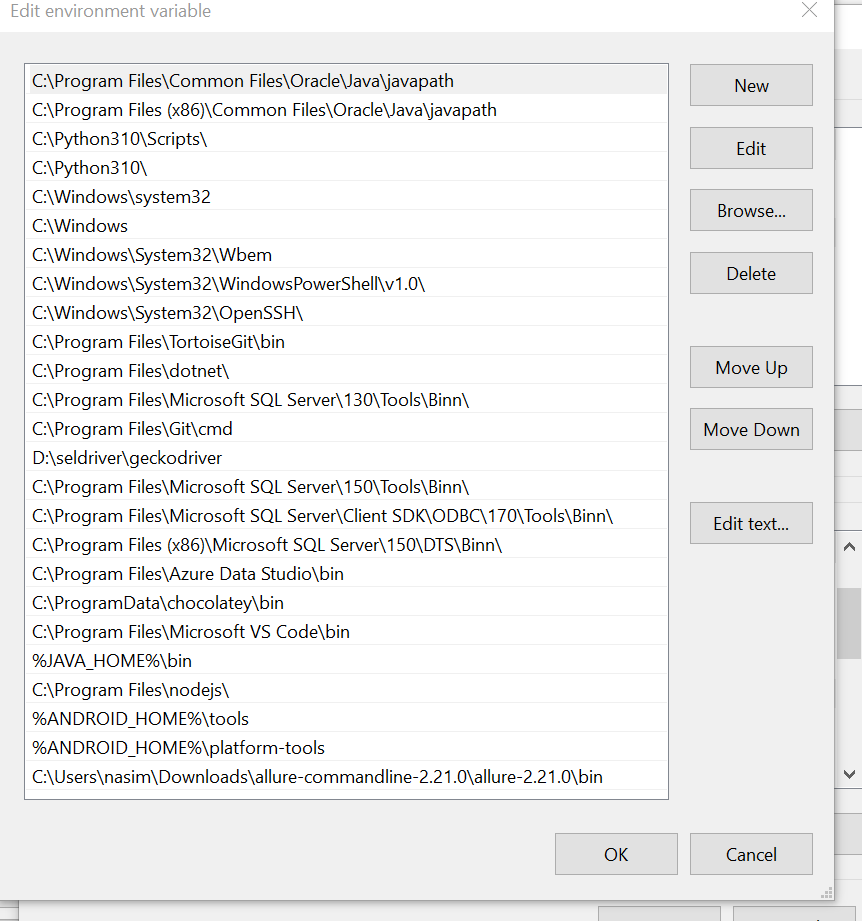 Edit environment variable
C:\Program Files\Common Files\Oracle\Java\javapath
C:\Program Files (x86)\Common Files\Oracle\Java\javapath
C:\Python310\Scripts\
C:\Python310\
C:\Windows\system32
C:\Windows
C:\Windows\System32\Wbem
C:\Windows\System32\WindowsPowerShell\v1.0\
C:\Windows\System32\OpenSSH\
C:\Program Files\TortoiseGit\bin
C:\Program Files\dotnet\
C:\Program Files\Microsoft SQL Server\130\Tools\Binn\
C:\Program Files\Git\cmd
D:\seldriver\geckodriver
C:\Program Files\Microsoft SQL Server\150\Tools\Binn\
C:\Program Files\Microsoft SQL Server\Client SDK\ODBC\170\Tools\Binn\
C:\Program Files (x86)\Microsoft SQL Server\150\DTS\Binn\
C:\Program Files\Azure Data Studio\bin
C:\ProgramData\chocolatey\bin
C:\Program Files\Microsoft VS Code\bin
%JAVA_HOME%\bin
C:\Program Files\nodejs\
%ANDROID_HOME%\tools
%ANDROID_HOME%\platform-tools
C:\Users\nasim\Downloads\allure-commandline-2.21.0\allure-2.21.0\bin
New
Edit
Browse...
Delete
Move Up
Move Down
Edit text...
OK
Cancel